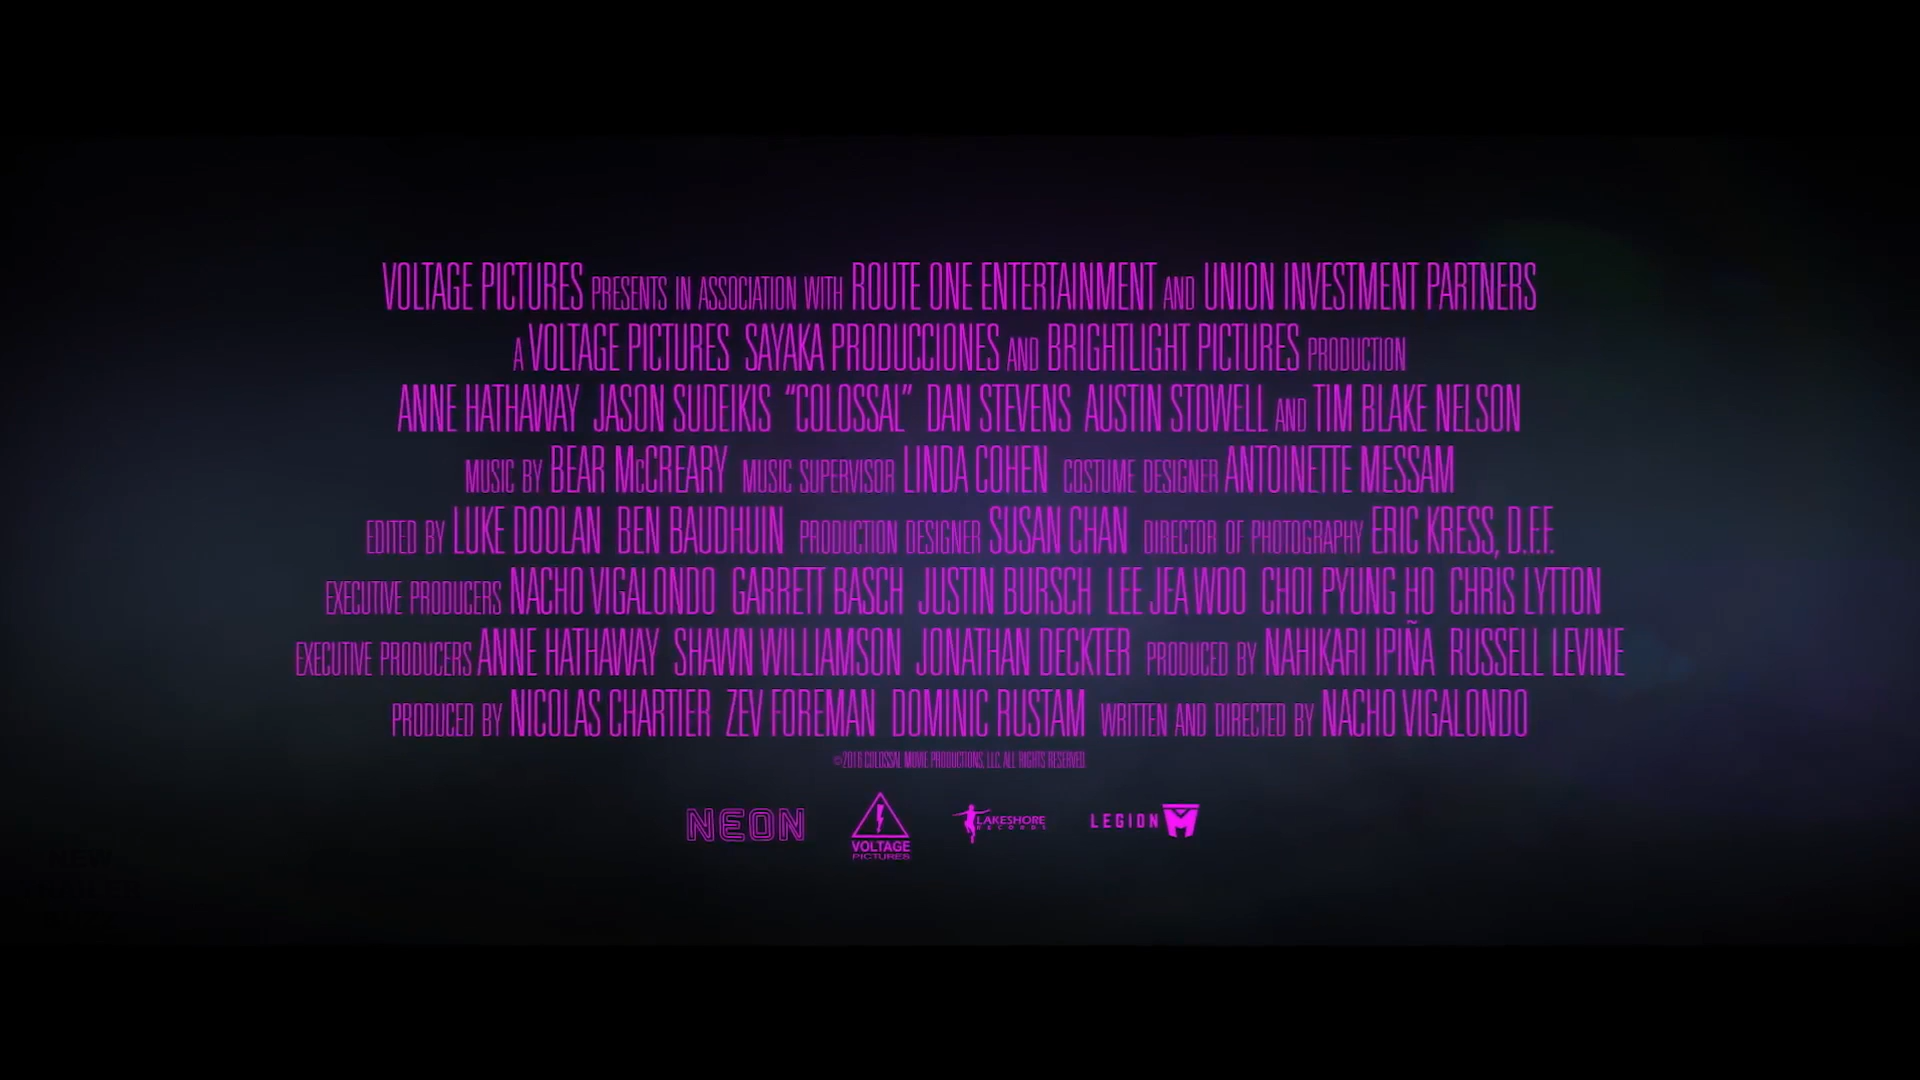 VOLTAGE PICTURES PRESENTS IN ASSOCIATION WITH ROUTE ONE ENTERTAINMENT AND UNION INVESTMENT PARTNERS
A VOLTAGE PICTURES SAYAKA PRODUCCIONES AND BRIGHTLIGHT PICTURES PRODUCTION
ANNE HATHAWAY JASON SUDEIKIS “COLOSSAL” DAN STEVENS AUSTIN STOWELL AND TIM BLAKE NELSON
MUSIC BY BEAR McCREARY MUSIC SUPERVISOR LINDA COHEN COSTUME DESIGNER ANTOINETTE MESSAM
EDITED BY LUKE DOOLAN BEN BAUDHUIN PRODUCTION DESIGNER SUSAN CHAN DIRECTOR OF PHOTOGRAPHY ERIC KRESS, D.F.F.
EXECUTIVE PRODUCERS NACHO VIGALONDO GARRETT BASCH JUSTIN BURSCH LEE JEA WOO CHOI PYUNG HO CHRIS LYTTON
EXECUTIVE PRODUCERS ANNE HATHAWAY SHAWN WILLIAMSON JONATHAN DECKTER PRODUCED BY NAHIKARI IPIÑA RUSSELL LEVINE
PRODUCED BY NICOLAS CHARTIER ZEV FOREMAN DOMINIC RUSTAM WRITTEN AND DIRECTED BY NACHO VIGALONDO
©2016 COLOSSAL MOVIE PRODUCTIONS, LLC ALL RIGHTS RESERVED.
NEON
VOLTAGE
PICTURES
LAKESHORE
RECORDS
LEGION M